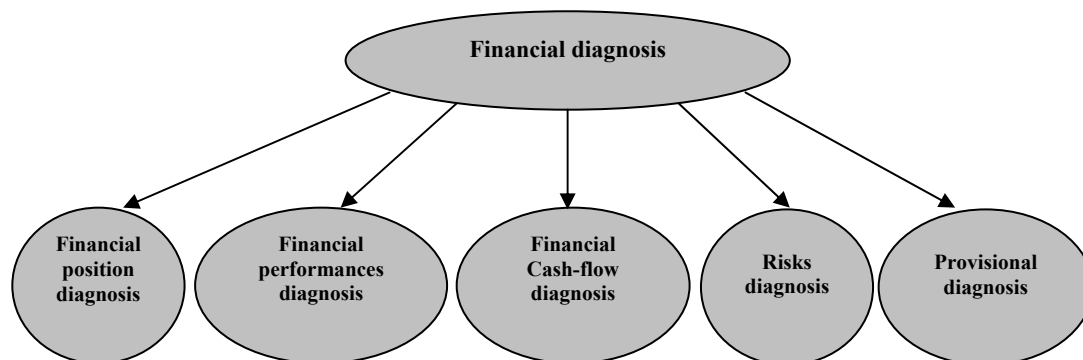 Financial diagnosis
Financial
position
diagnosis
Financial
performances
diagnosis
Financial
Cash-flow
diagnosis
Risks
diagnosis
Provisional
diagnosis